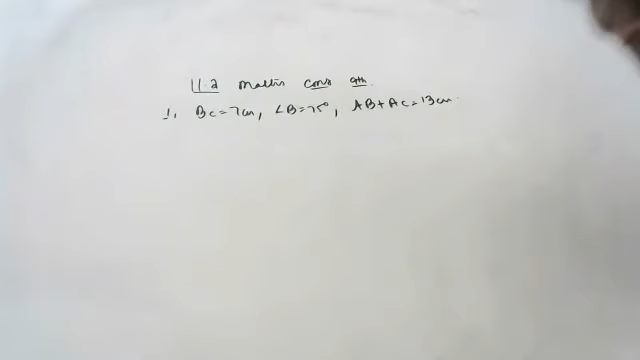 11.2 maths cons 9th.
1. BC = 7cm, ∠B = 75°, AB + AC = 13cm.